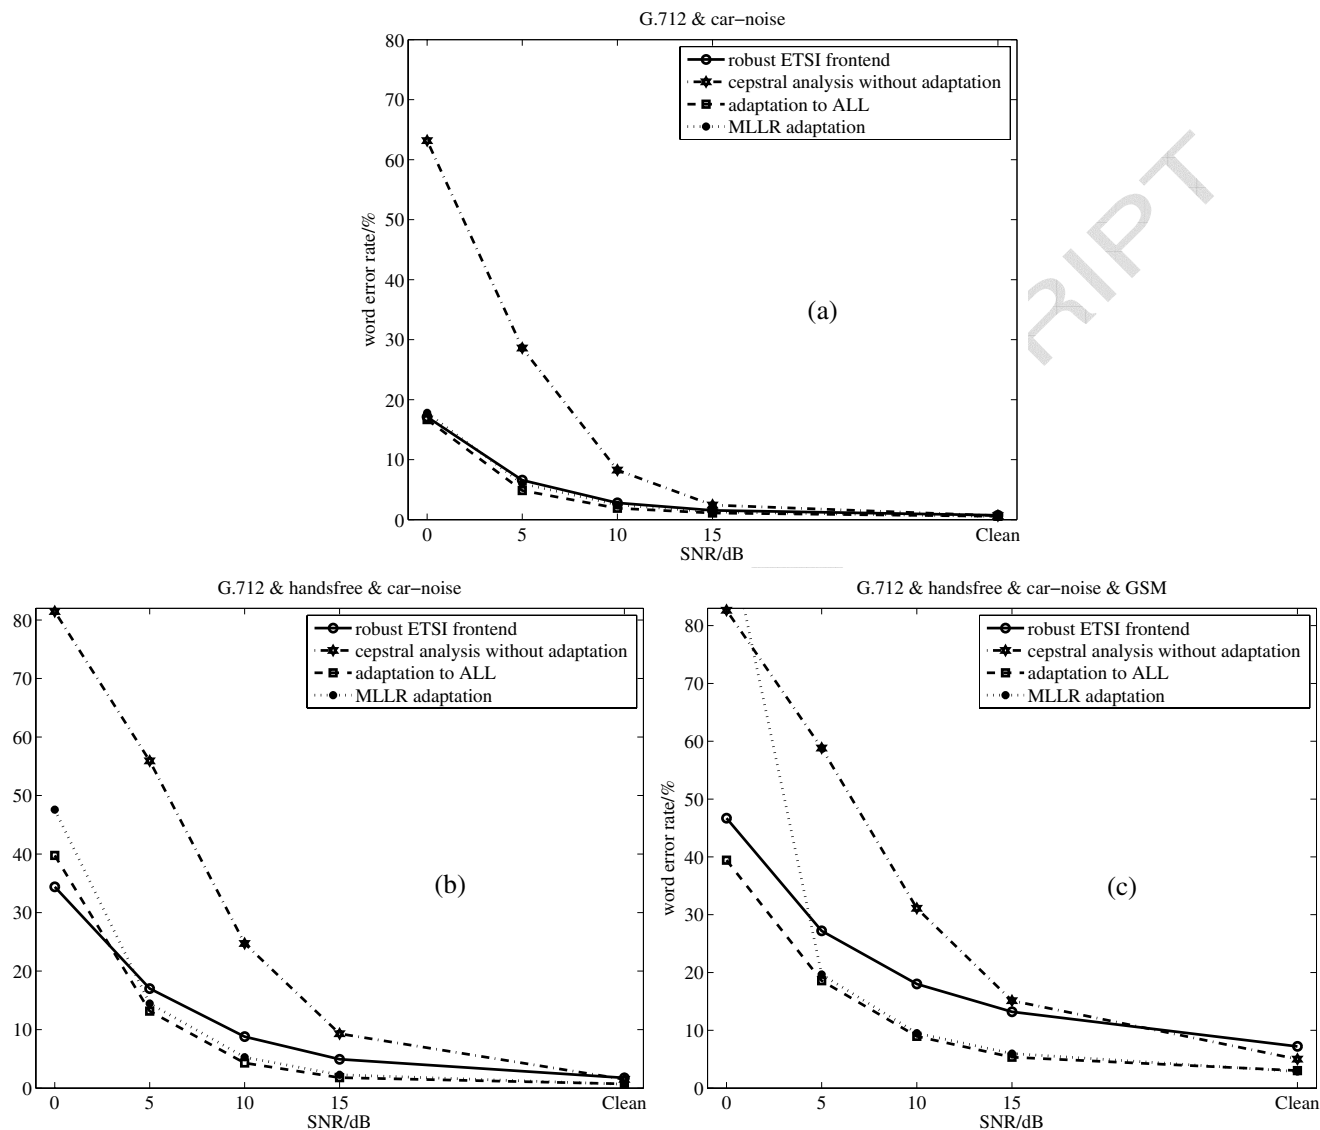 G.712 & car−noise
80
70
60
50
40
30
20
10
0
word error rate/%
robust ETSI frontend
cepstral analysis without adaptation
adaptation to ALL
MLLR adaptation
(a)
0 5 10 15 Clean
SNR/dB
RIPT
G.712 & handsfree & car−noise
80
70
60
50
40
30
20
10
0
robust ETSI frontend
cepstral analysis without adaptation
adaptation to ALL
MLLR adaptation
(b)
0 5 10 15 Clean
SNR/dB
G.712 & handsfree & car−noise & GSM
80
70
60
50
40
30
20
10
0
word error rate/%
robust ETSI frontend
cepstral analysis without adaptation
adaptation to ALL
MLLR adaptation
(c)
0 5 10 15 Clean
SNR/dB